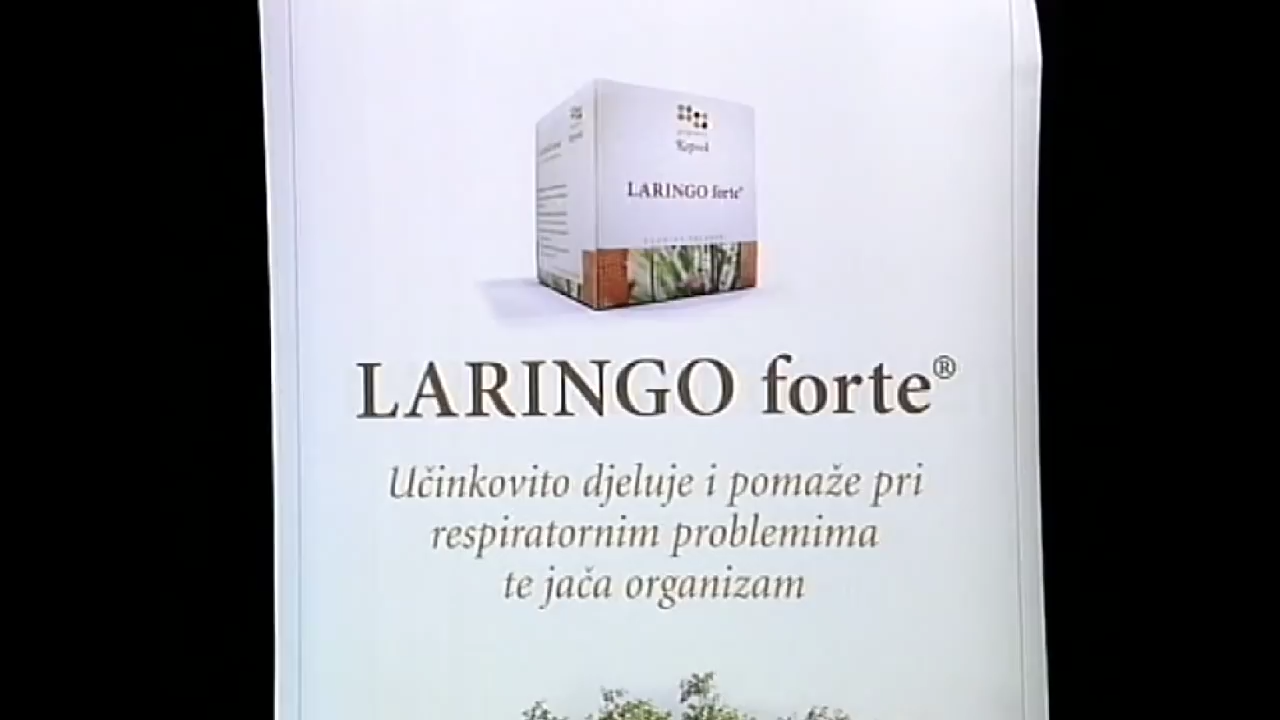 LARINGO forte®
LARINGO forte®
Učinkovito djeluje i pomaže pri
respiratornim problemima
te jača organizam